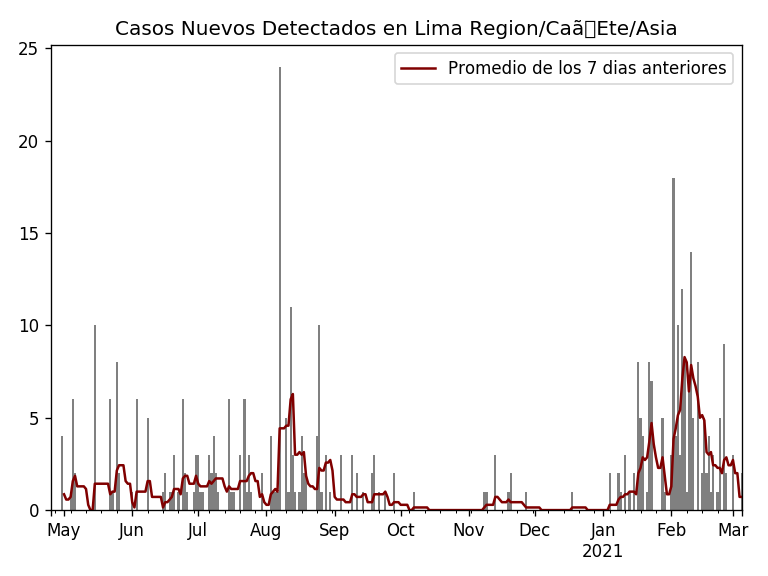 Casos Nuevos Detectados en Lima Region/Caã▯Ete/Asia
Promedio de los 7 dias anteriores
25
20
15
10
5
0
May Jun Jul Aug Sep Oct Nov Dec Jan Feb Mar
2021